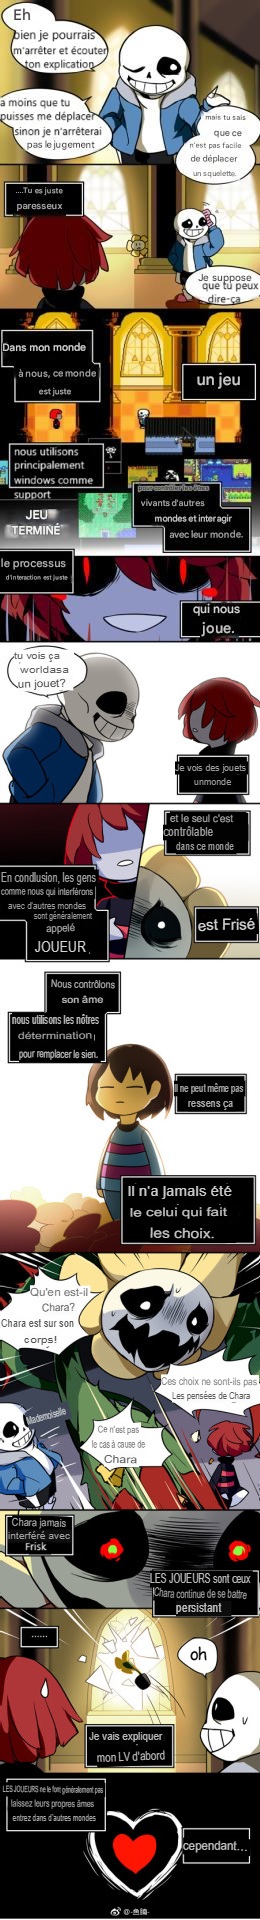 Eh
bien je pourrais
m'arrêter et écouter
ton explication
a moins que tu
puisses me déplacer
sinon je n'arrêterai
pas le jugement
mais tu sais
que ce
n'est pas facile
de déplacer
un squelette.
....Tu es juste
paresseux
Je suppose
que tu peux
dire-ça
Dans mon monde
à nous, ce monde
est juste
un jeu
nous utilisons
principalement
windows comme
support
JEU
TERMINÉ
pour contrôler les êtres
vivants d'autres
mondes et interagir
avec leur monde.
le processus
d'interaction est juste
qui nous
joue.
tu vois ça
worldasa
un jouet?
Je vois des jouets
unmonde
et le seul c'est
contrôlable
dans ce monde
est Frisé
En condlusion, les gens
comme nous qui interférons
avec d'autres mondes
sont généralement
appelé
JOUEUR.
Nous contrôlons
son âme
nous utilisons les nôtres
détermination
pour remplacer le sien.
Il ne peut même pas
ressens ça
Il n'a jamais été
le celui qui fait
les choix.
Qu'en est-il
Chara?
Chara est sur son
corps!
Mademoiselle
Ces choix ne sont-ils pas
Les pensées de Chara
Ce n'est pas
le cas à cause de
Chara
Chara jamais
interféré avec
Frisk
LES JOUEURS sont ceux
Chara continue de se battre
persistant
......
oh
Je vais expliquer
mon LV d'abord
LES JOUEURS ne le font généralement pas
laissez leurs propres âmes
entrez dans d'autres mondes
cependant...